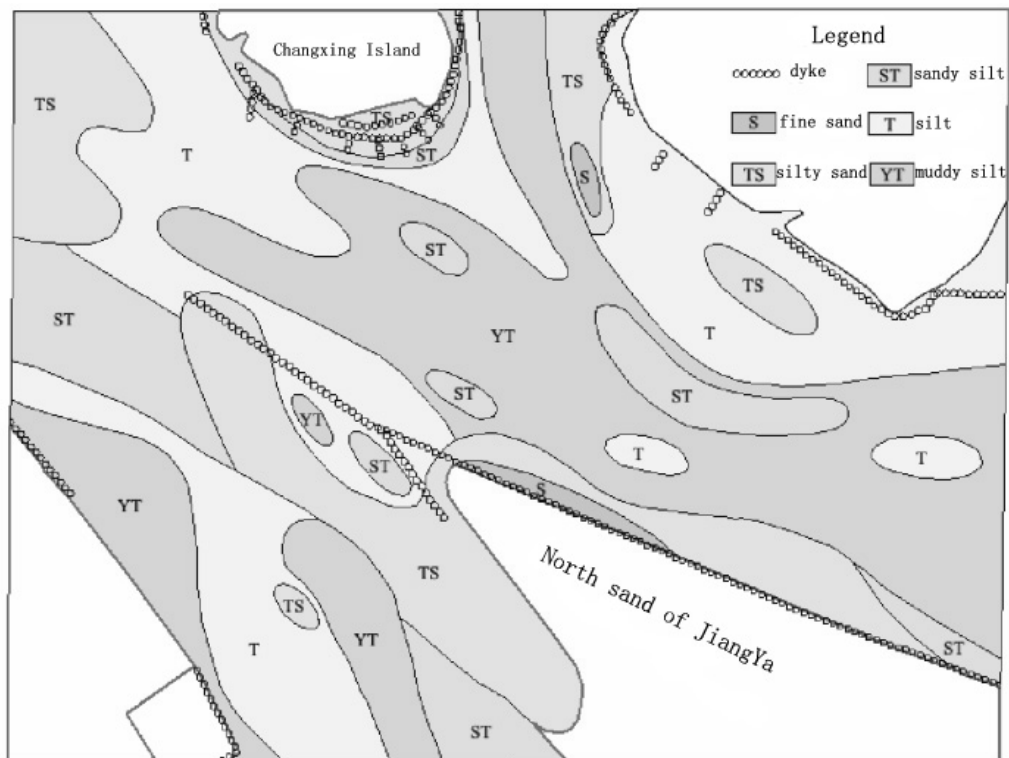 Changxing Island
Legend
dyke
ST sandy silt
S fine sand
T silt
TS silty sand
YT muddy silt
TS
TS
TS
T
ST
S
ST
TS
ST
YT
T
ST
ST
YT
T
T
ST
YT
S
TS
TS
YT
T
ST
ST
North sand of JiangYa